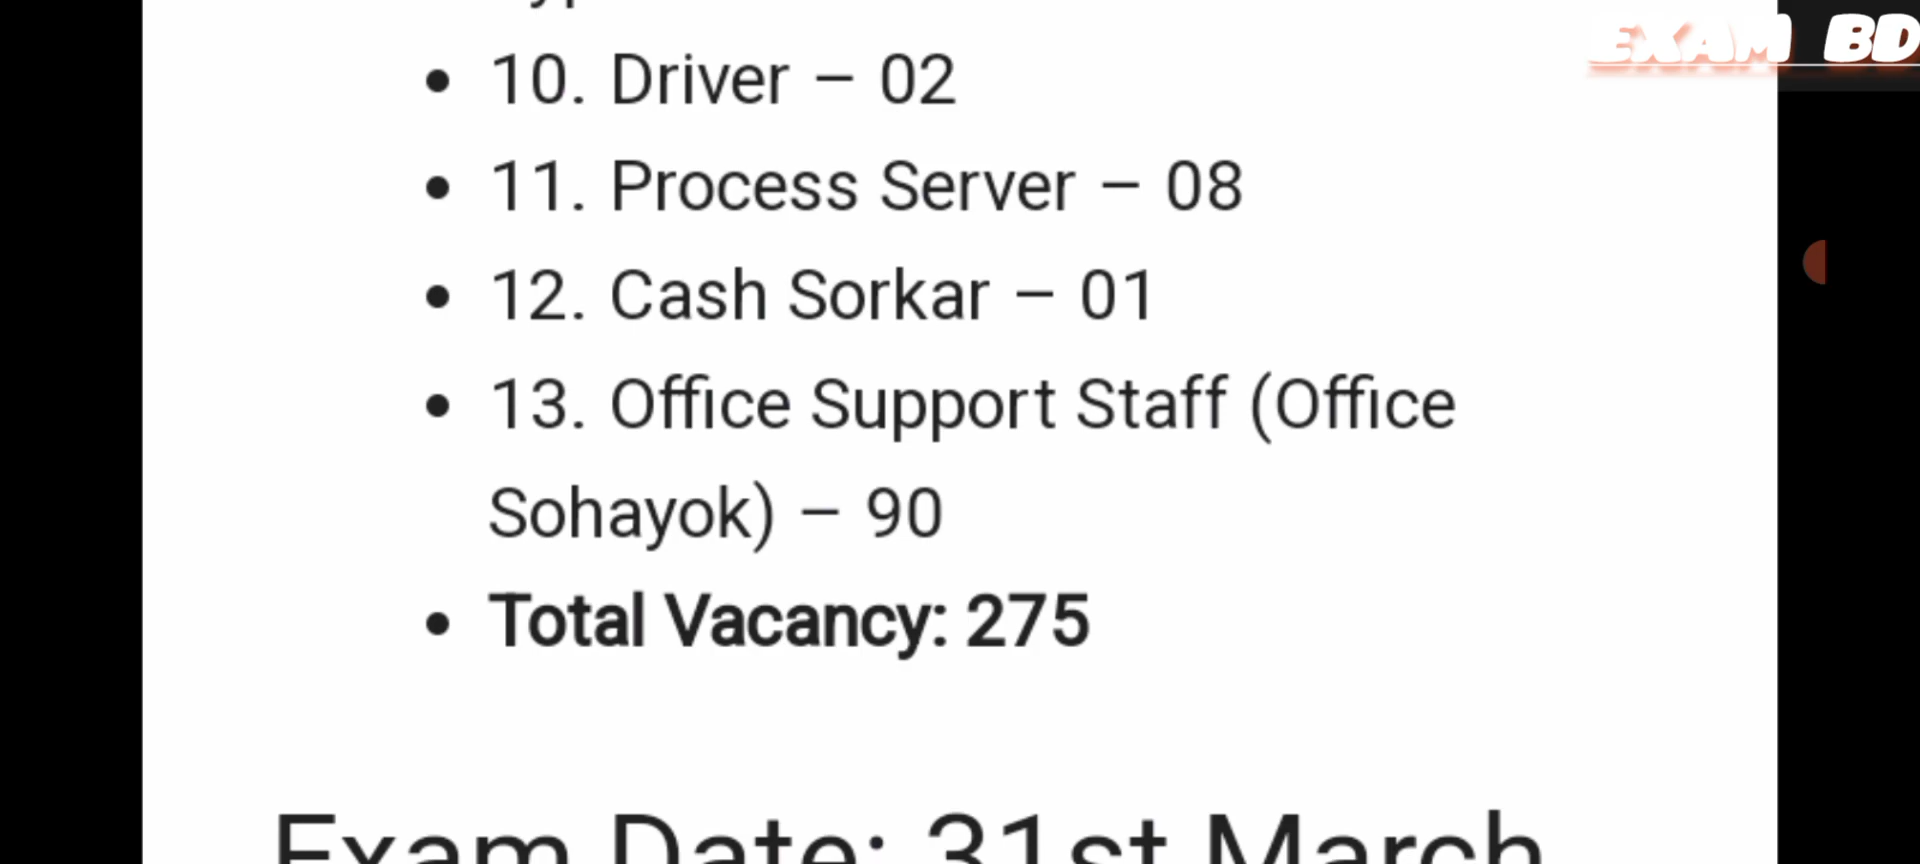 EXAM BD
10. Driver – 02
11. Process Server – 08
12. Cash Sorkar – 01
13. Office Support Staff (Office
Sohayok) – 90
Total Vacancy: 275
Exam Date: 31st March